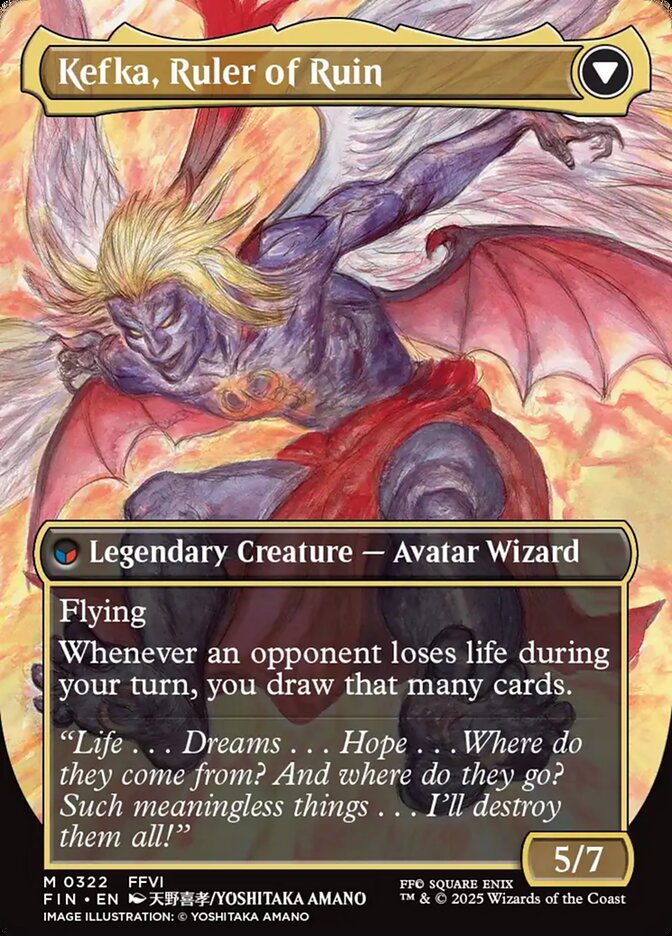 Kefka, Ruler of Ruin
Legendary Creature — Avatar Wizard
Flying
Whenever an opponent loses life during
your turn, you draw that many cards.
“Life . . . Dreams . . . Hope . . .Where do
they come from? And where do they go?
Such meaningless things . . . I’ll destroy
them all!”
5/7
M 0322 FFVI
FIN • EN 天野喜孝/YOSHITAKA AMANO
IMAGE ILLUSTRATION: © YOSHITAKA AMANO
FF© SQUARE ENIX
™ & © 2025 Wizards of the Coast